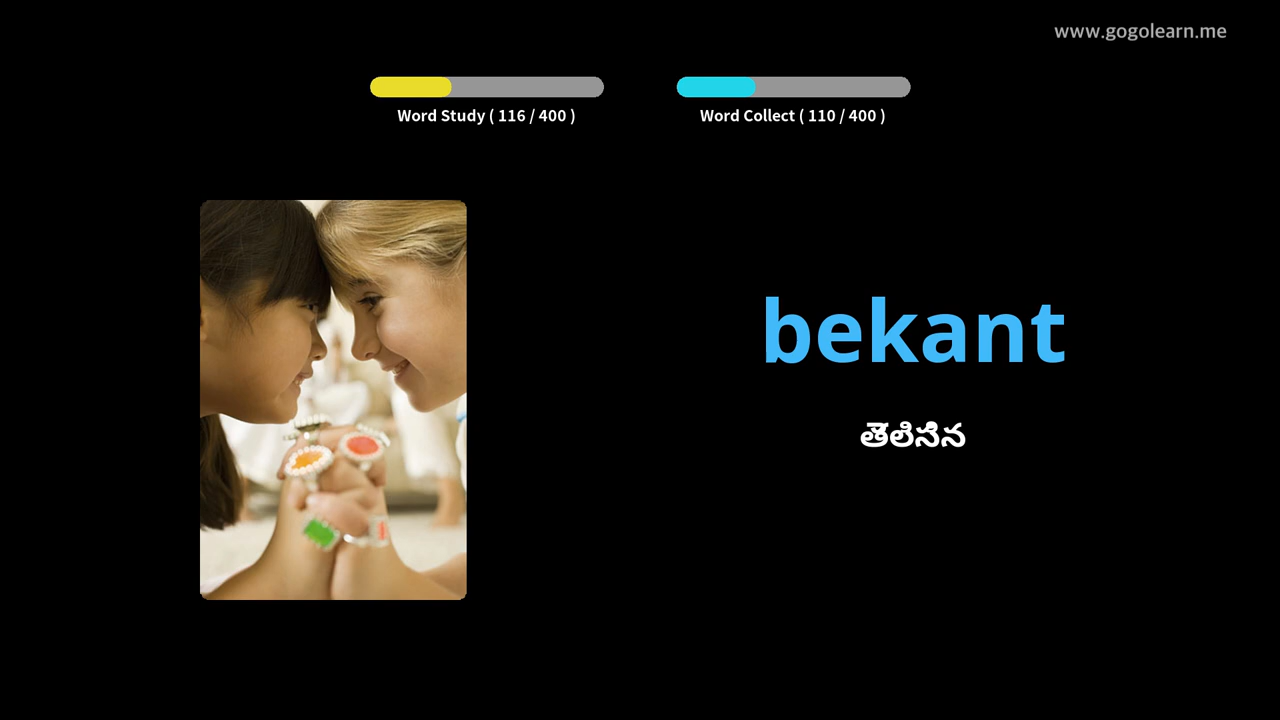 www.gogolearn.me
Word Study ( 116 / 400 )
Word Collect ( 110 / 400 )
bekant
తెలిసిన